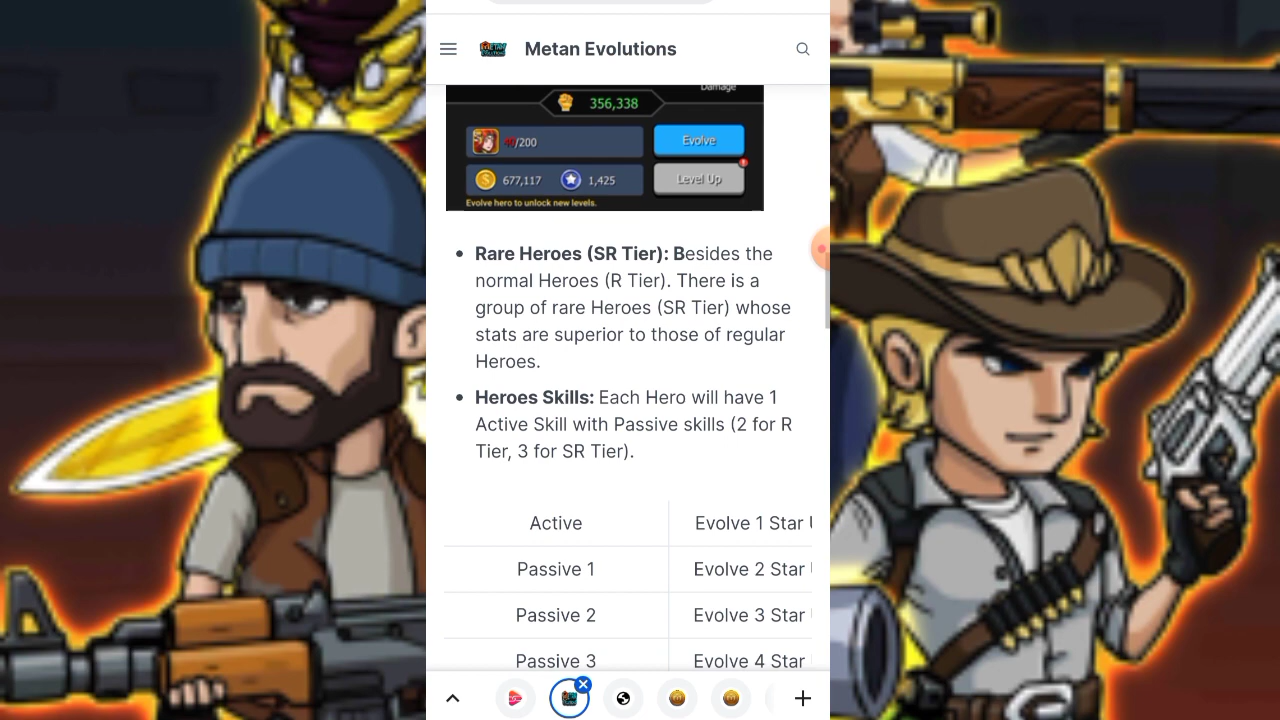 Metan Evolutions
Damage
356,338
/200
Evolve
677,117
1,425
Level Up
Evolve hero to unlock new levels.
Rare Heroes (SR Tier): Besides the
normal Heroes (R Tier). There is a
group of rare Heroes (SR Tier) whose
stats are superior to those of regular
Heroes.
Heroes Skills: Each Hero will have 1
Active Skill with Passive skills (2 for R
Tier, 3 for SR Tier).
Active
Evolve 1 Star
Passive 1
Evolve 2 Star
Passive 2
Evolve 3 Star
Passive 3
Evolve 4 Star